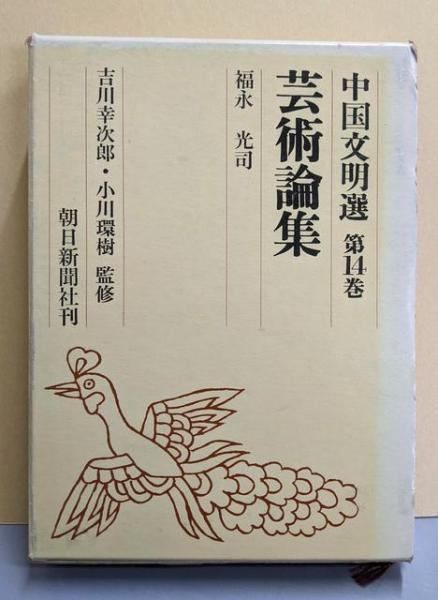 中国文明選 第14巻
芸術論集
福永 光司
吉川幸次郎・小川環樹 監修
朝日新聞社刊